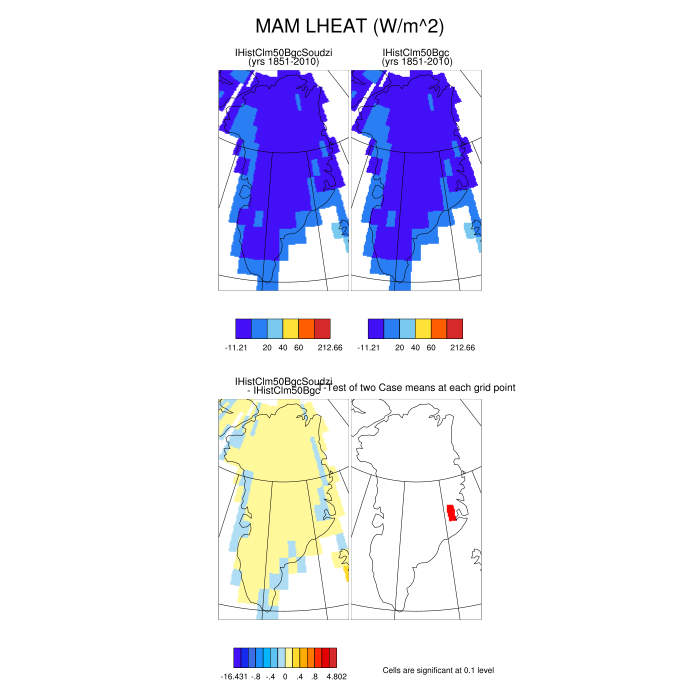 MAM LHEAT (W/m^2)
IHistClm50BgcSoudzi
(yrs 1851-2010)
IHistClm50Bgc
(yrs 1851-2010)
-11.21 20 40 60 212.66
-11.21 20 40 60 212.66
IHistClm50BgcSoudzi
- IHistClm50Bgc
T-Test of two Case means at each grid point
-16.431 -.8 -.4 0 .4 .8 4.802
Cells are significant at 0.1 level